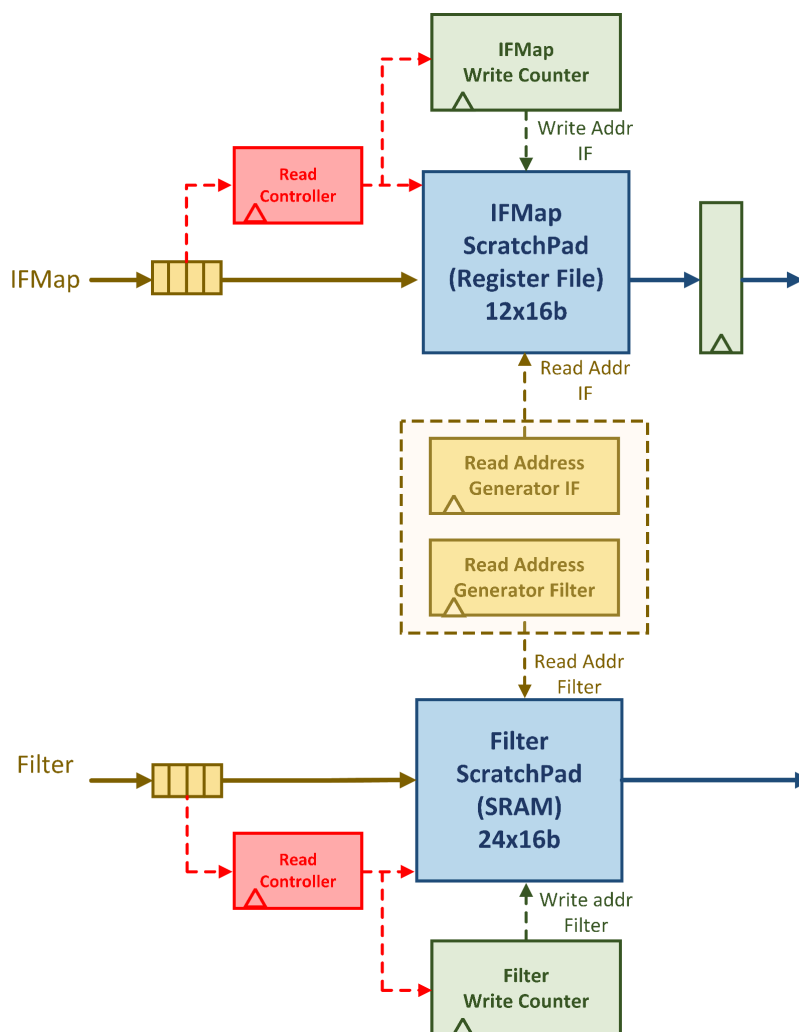 IFMap
Write Counter
Write Addr
IF
Read
Controller
IFMap
ScratchPad
(Register File)
12x16b
IFMap
Read Addr
IF
Read Address
Generator IF
Read Address
Generator Filter
Read Addr
Filter
Filter
Filter
ScratchPad
(SRAM)
24x16b
Read
Controller
Write addr
Filter
Filter
Write Counter